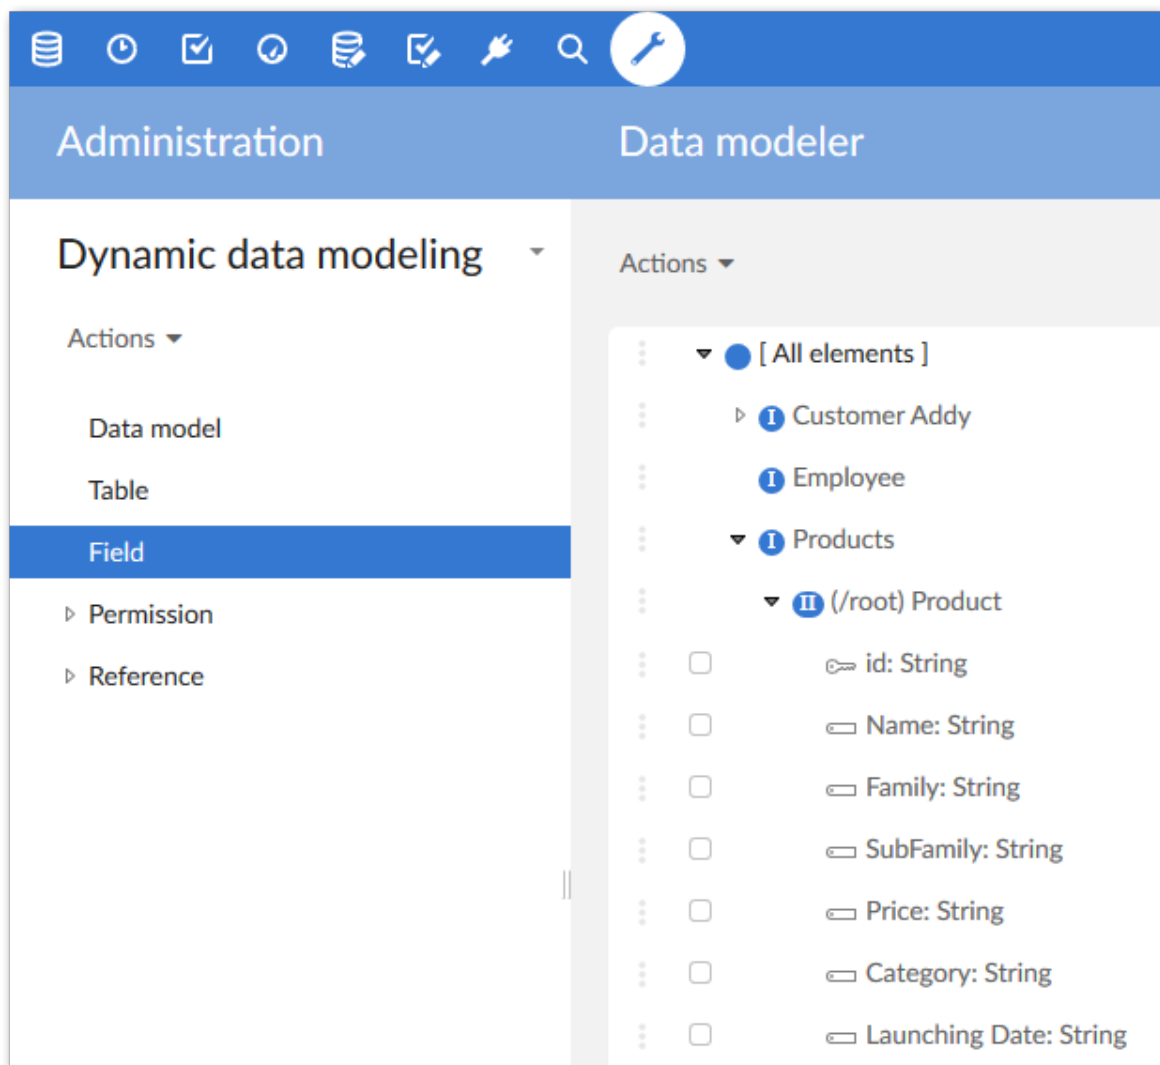 Administration
Data modeler
Dynamic data modeling
Actions
Data model
Table
Field
Permission
Reference
Actions
[ All elements ]
I Customer Addy
I Employee
I Products
II (/root) Product
id: String
Name: String
Family: String
SubFamily: String
Price: String
Category: String
Launching Date: String